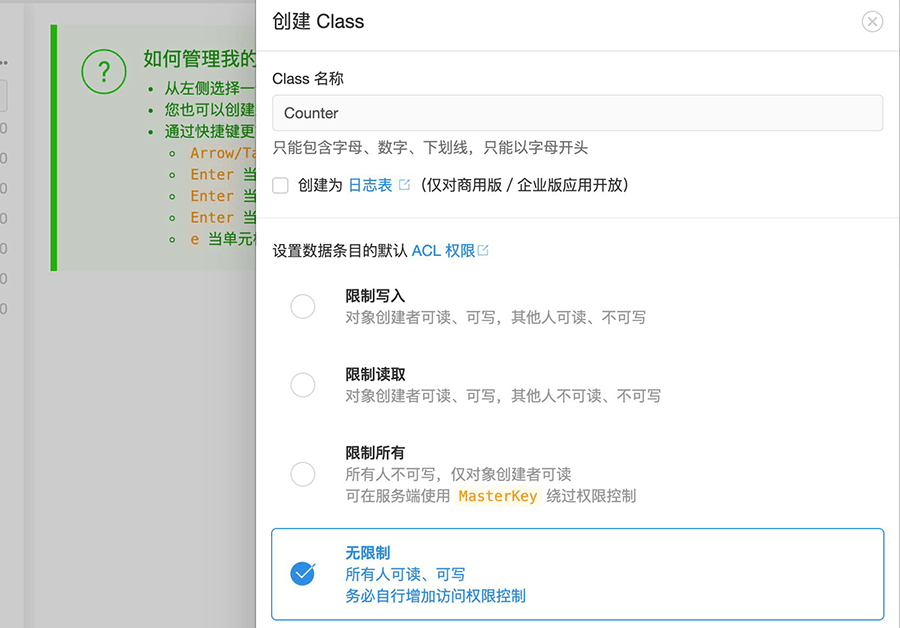 创建 Class
如何管理我的
从左侧选择一
您也可以创建
通过快捷键更
Arrow/Ta
Enter 当
Enter 当
Enter 当
e 当单元
Class 名称
Counter
只能包含字母、数字、下划线，只能以字母开头
创建为 日志表 （仅对商用版 / 企业版应用开放）
设置数据条目的默认 ACL 权限
限制写入
对象创建者可读、可写，其他人可读、不可写
限制读取
对象创建者可读、可写，其他人不可读、不可写
限制所有
所有人不可写，仅对象创建者可读
可在服务端使用 MasterKey 绕过权限控制
无限制
所有人可读、可写
务必自行增加访问权限控制